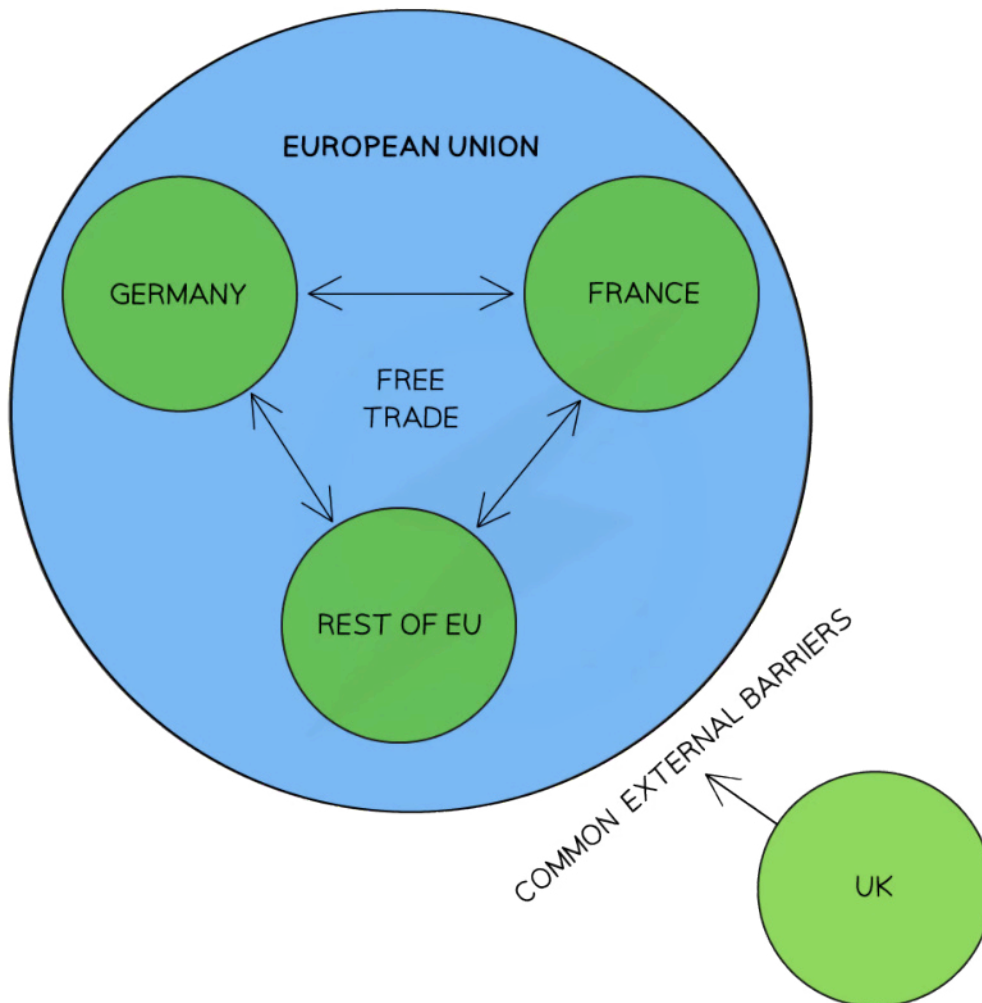 EUROPEAN UNION
GERMANY
FRANCE
FREE
TRADE
REST OF EU
COMMON EXTERNAL BARRIERS
UK